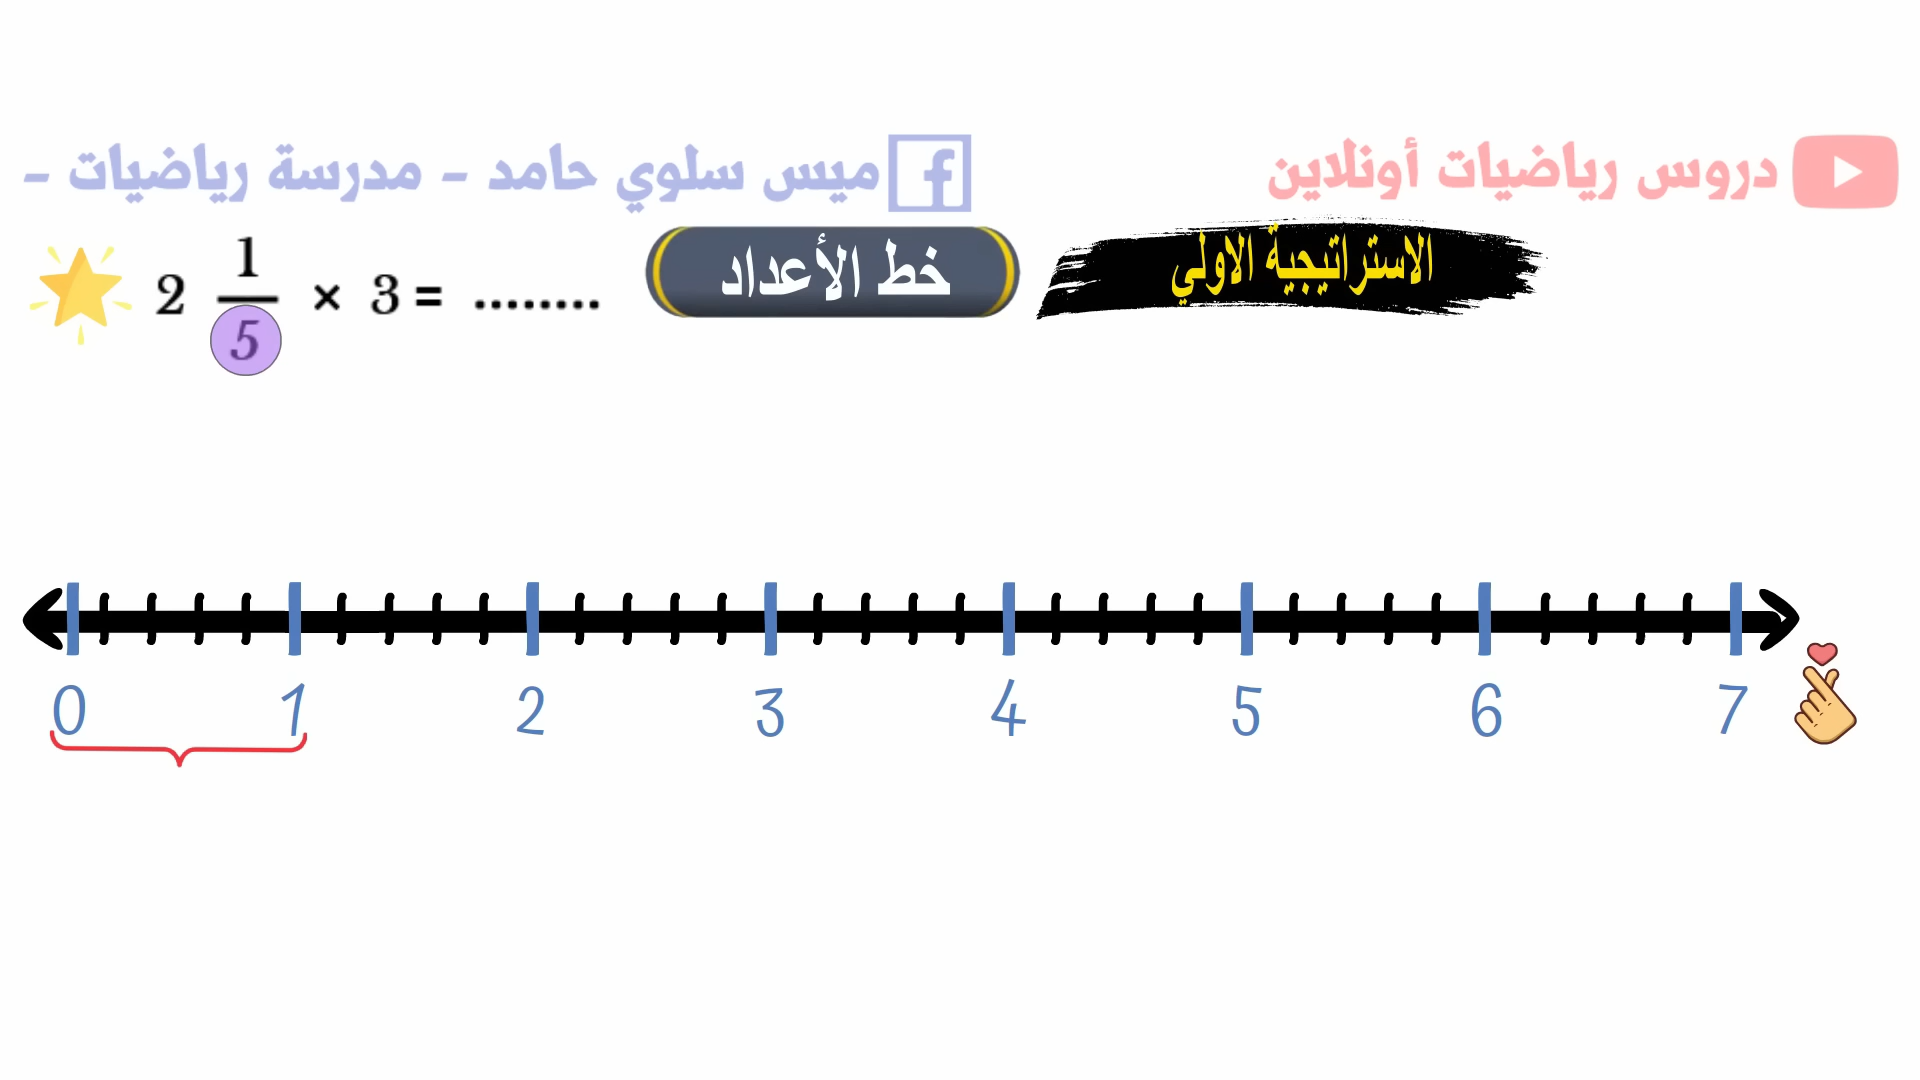 دروس رياضيات أونلاين
ميس سلوي حامد - مدرسة رياضيات -
الاستراتيجية الاولي
خط الأعداد
2 1/5 × 3 = ........
0 1 2 3 4 5 6 7